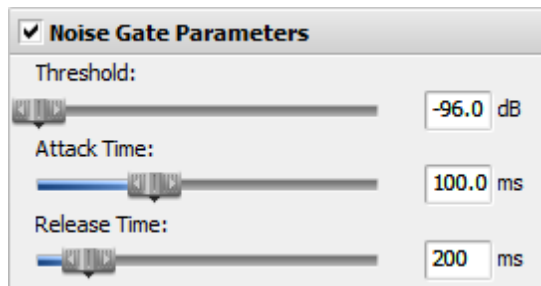 Noise Gate Parameters
Threshold:
-96.0 dB
Attack Time:
100.0 ms
Release Time:
200 ms